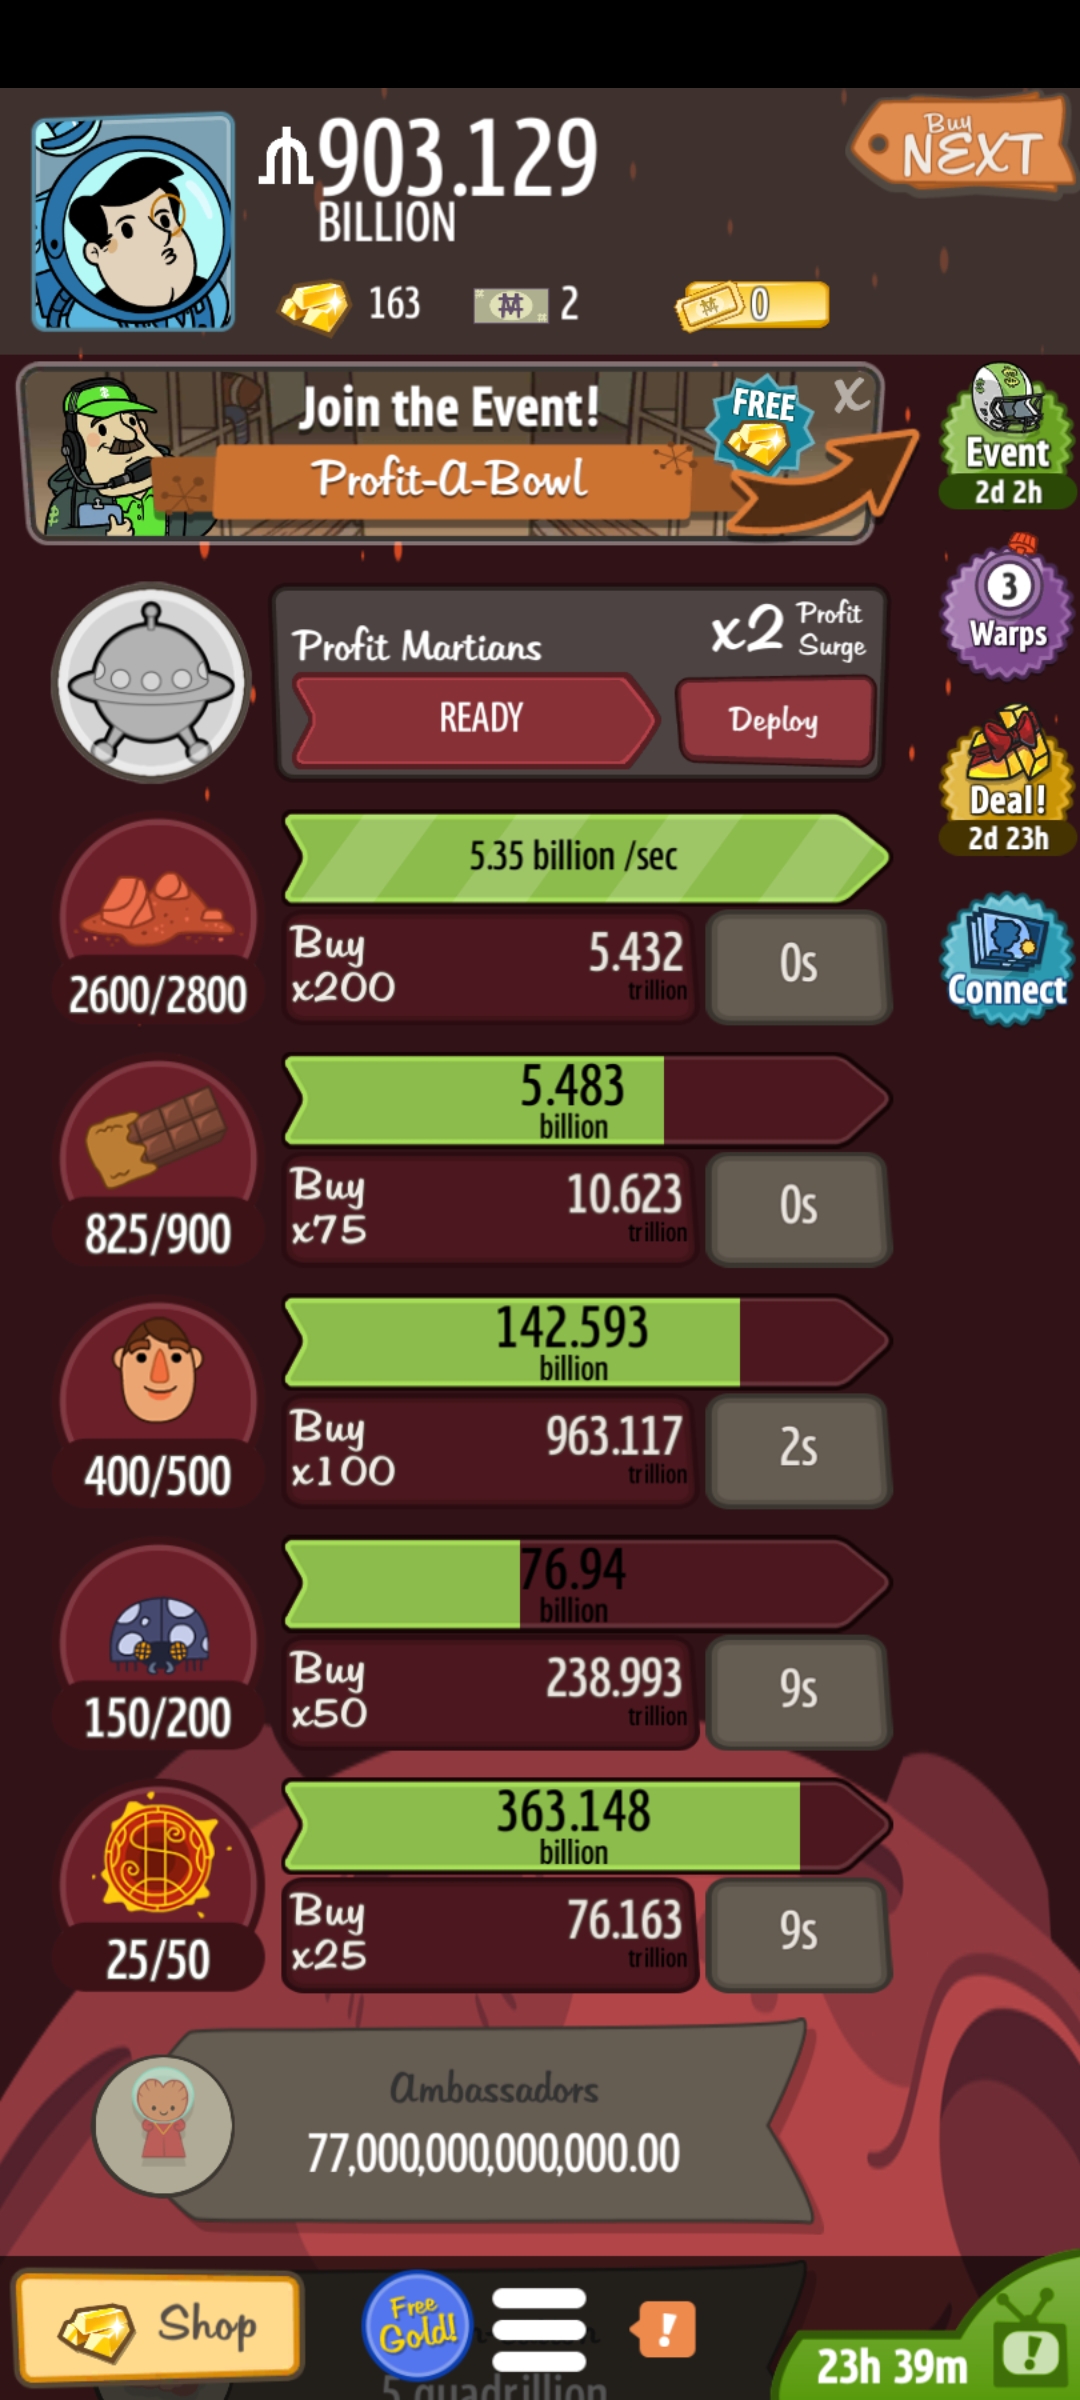 903.129
BILLION
Buy
NEXT
163
2
0
Join the Event!
FREE
Profit-A-Bowl
Event
2d 2h
3
Warps
Profit Martians
x2 Profit
Surge
READY
Deploy
Deal!
2d 23h
5.35 billion /sec
2600/2800
Buy
x200
5.432
trillion
0s
Connect
5.483
billion
825/900
Buy
x75
10.623
trillion
0s
142.593
billion
400/500
Buy
x100
963.117
trillion
2s
76.94
billion
150/200
Buy
x50
238.993
trillion
9s
363.148
billion
25/50
Buy
x25
76.163
trillion
9s
Ambassadors
77,000,000,000,000.00
Shop
Free
Gold!
!
23h 39m
!
5 quadrillion